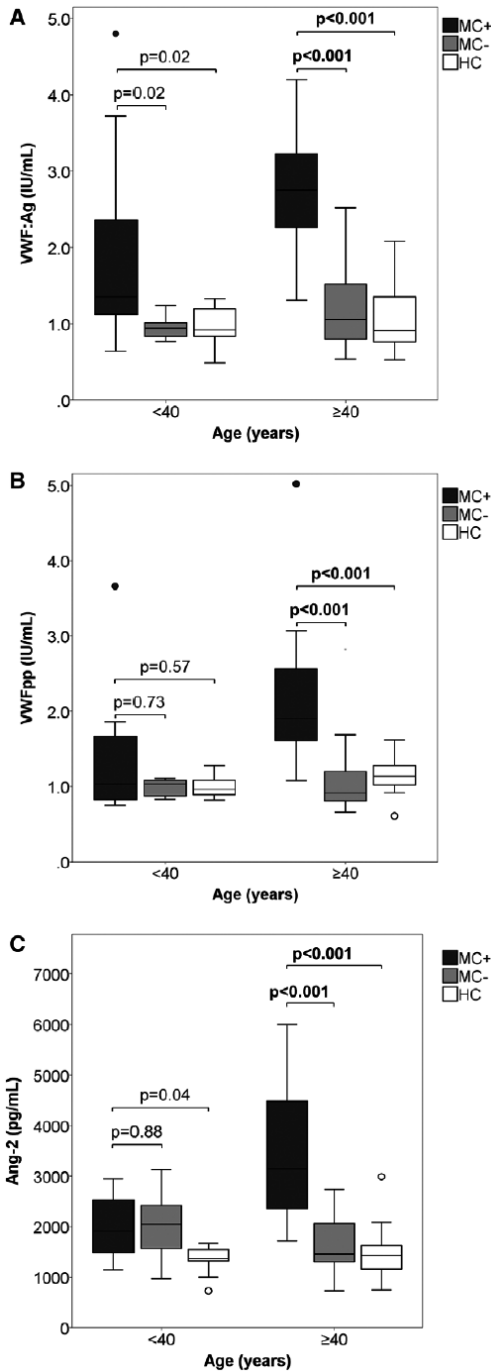 A
5.0
4.0
3.0
2.0
1.0
.0
VWF:Ag (IU/mL)
p=0.02
p=0.02
p<0.001
p<0.001
MC+
MC-
HC
<40
≥40
Age (years)
B
5.0
4.0
3.0
2.0
1.0
.0
VWFpp (IU/mL)
p=0.57
p=0.73
p<0.001
p<0.001
MC+
MC-
HC
<40
≥40
Age (years)
C
7000
6000
5000
4000
3000
2000
1000
0
Ang-2 (pg/mL)
p=0.04
p=0.88
p<0.001
p<0.001
MC+
MC-
HC
<40
≥40
Age (years)